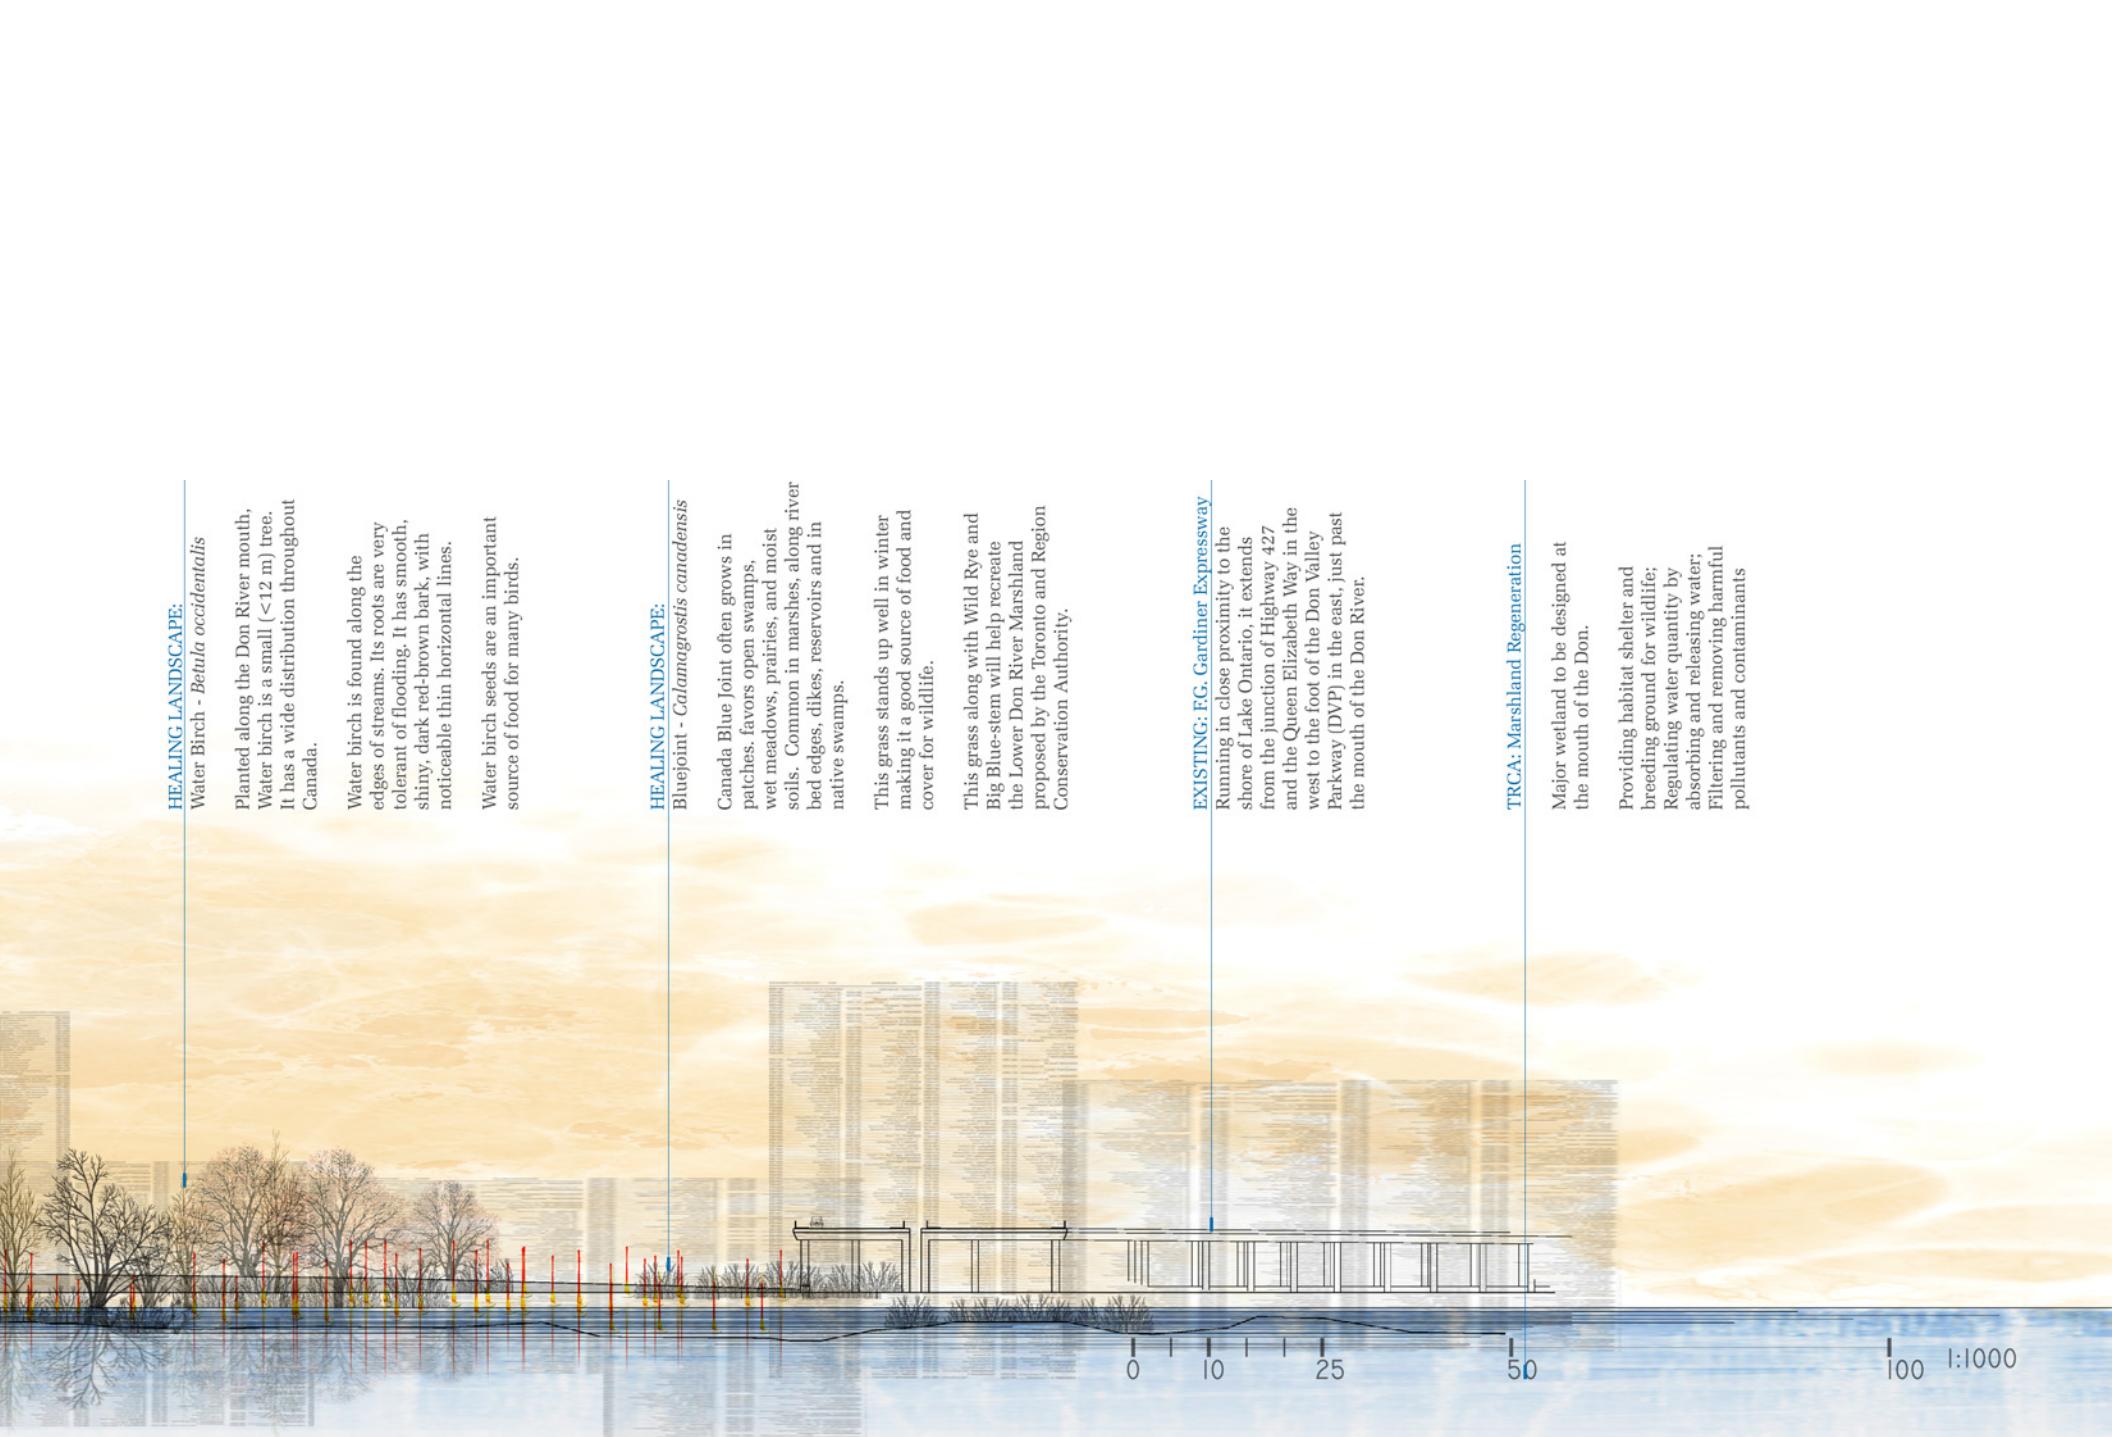 HEALING LANDSCAPE:
Water Birch - Betula occidentalis
Planted along the Don River mouth,
Water birch is a small (<12 m) tree.
It has a wide distribution throughout
Canada.
Water birch is found along the
edges of streams. Its roots are very
tolerant of flooding. It has smooth,
shiny, dark red-brown bark, with
noticeable thin horizontal lines.
Water birch seeds are an important
source of food for many birds.
HEALING LANDSCAPE:
Bluejoint - Calamagrostis canadensis
Canada Blue Joint often grows in
patches. favors open swamps,
wet meadows, prairies, and moist
soils. Common in marshes, along river
bed edges, dikes, reservoirs and in
native swamps.
This grass stands up well in winter
making it a good source of food and
cover for wildlife.
This grass along with Wild Rye and
Big Blue-stem will help recreate
the Lower Don River Marshland
proposed by the Toronto and Region
Conservation Authority.
EXISTING: F.G. Gardiner Expressway
Running in close proximity to the
shore of Lake Ontario, it extends
from the junction of Highway 427
and the Queen Elizabeth Way in the
west to the foot of the Don Valley
Parkway (DVP) in the east, just past
the mouth of the Don River.
TRCA: Marshland Regeneration
Major wetland to be designed at
the mouth of the Don.
Providing habitat shelter and
breeding ground for wildlife;
Regulating water quantity by
absorbing and releasing water;
Filtering and removing harmful
pollutants and contaminants
0 10 25 50 100 1:1000